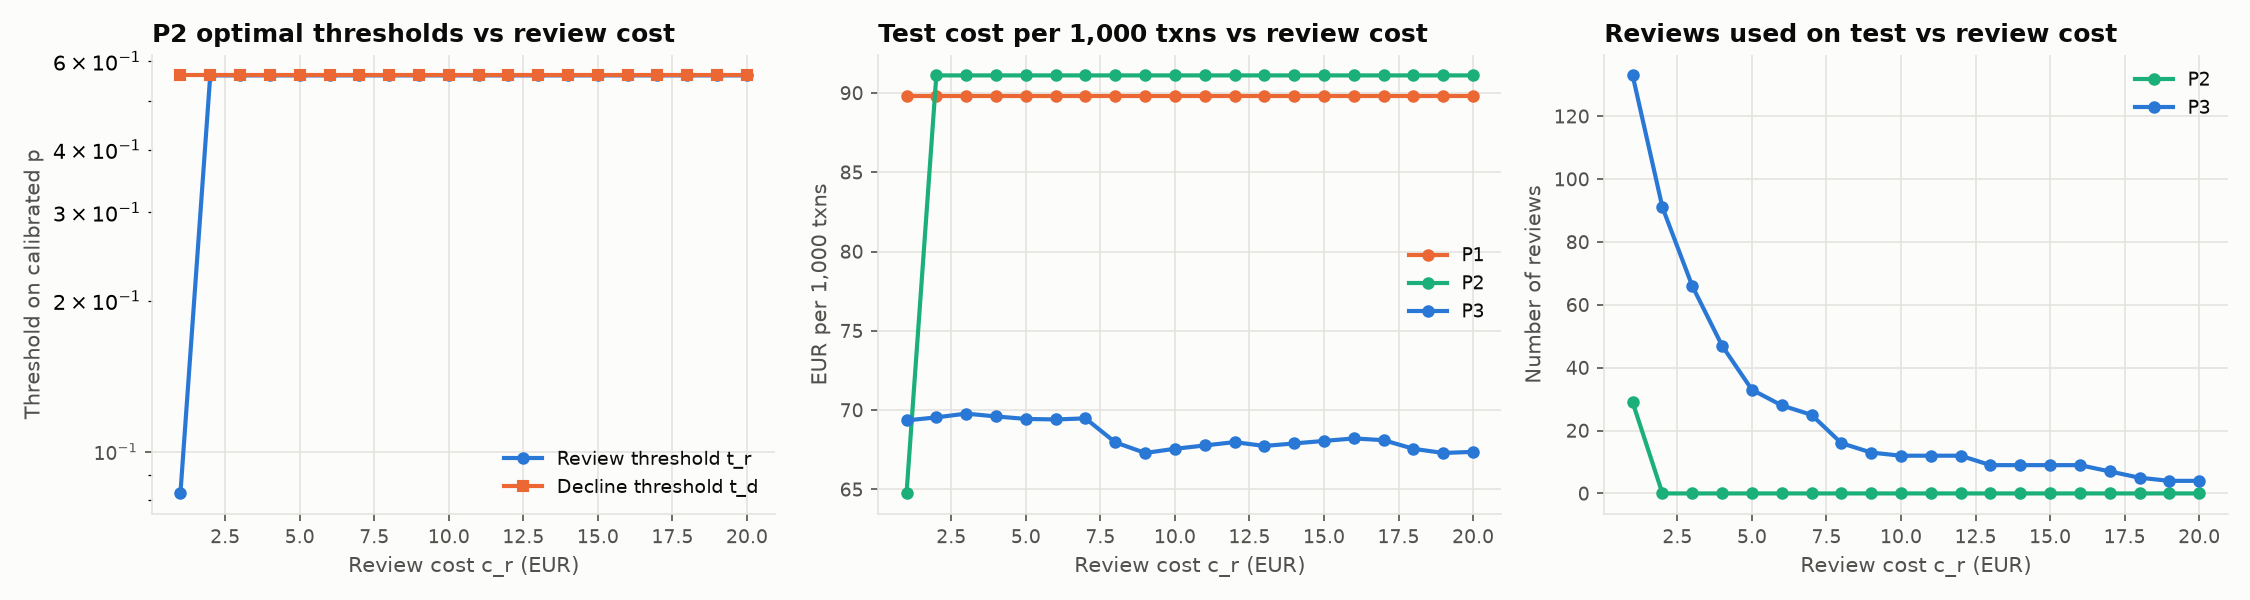 P2 optimal thresholds vs review cost
6 × 10⁻¹
4 × 10⁻¹
3 × 10⁻¹
2 × 10⁻¹
10⁻¹
Threshold on calibrated p
Review threshold t_r
Decline threshold t_d
2.5 5.0 7.5 10.0 12.5 15.0 17.5 20.0
Review cost c_r (EUR)
Test cost per 1,000 txns vs review cost
90
85
80
75
70
65
EUR per 1,000 txns
P1
P2
P3
2.5 5.0 7.5 10.0 12.5 15.0 17.5 20.0
Review cost c_r (EUR)
Reviews used on test vs review cost
120
100
80
60
40
20
0
Number of reviews
P2
P3
2.5 5.0 7.5 10.0 12.5 15.0 17.5 20.0
Review cost c_r (EUR)